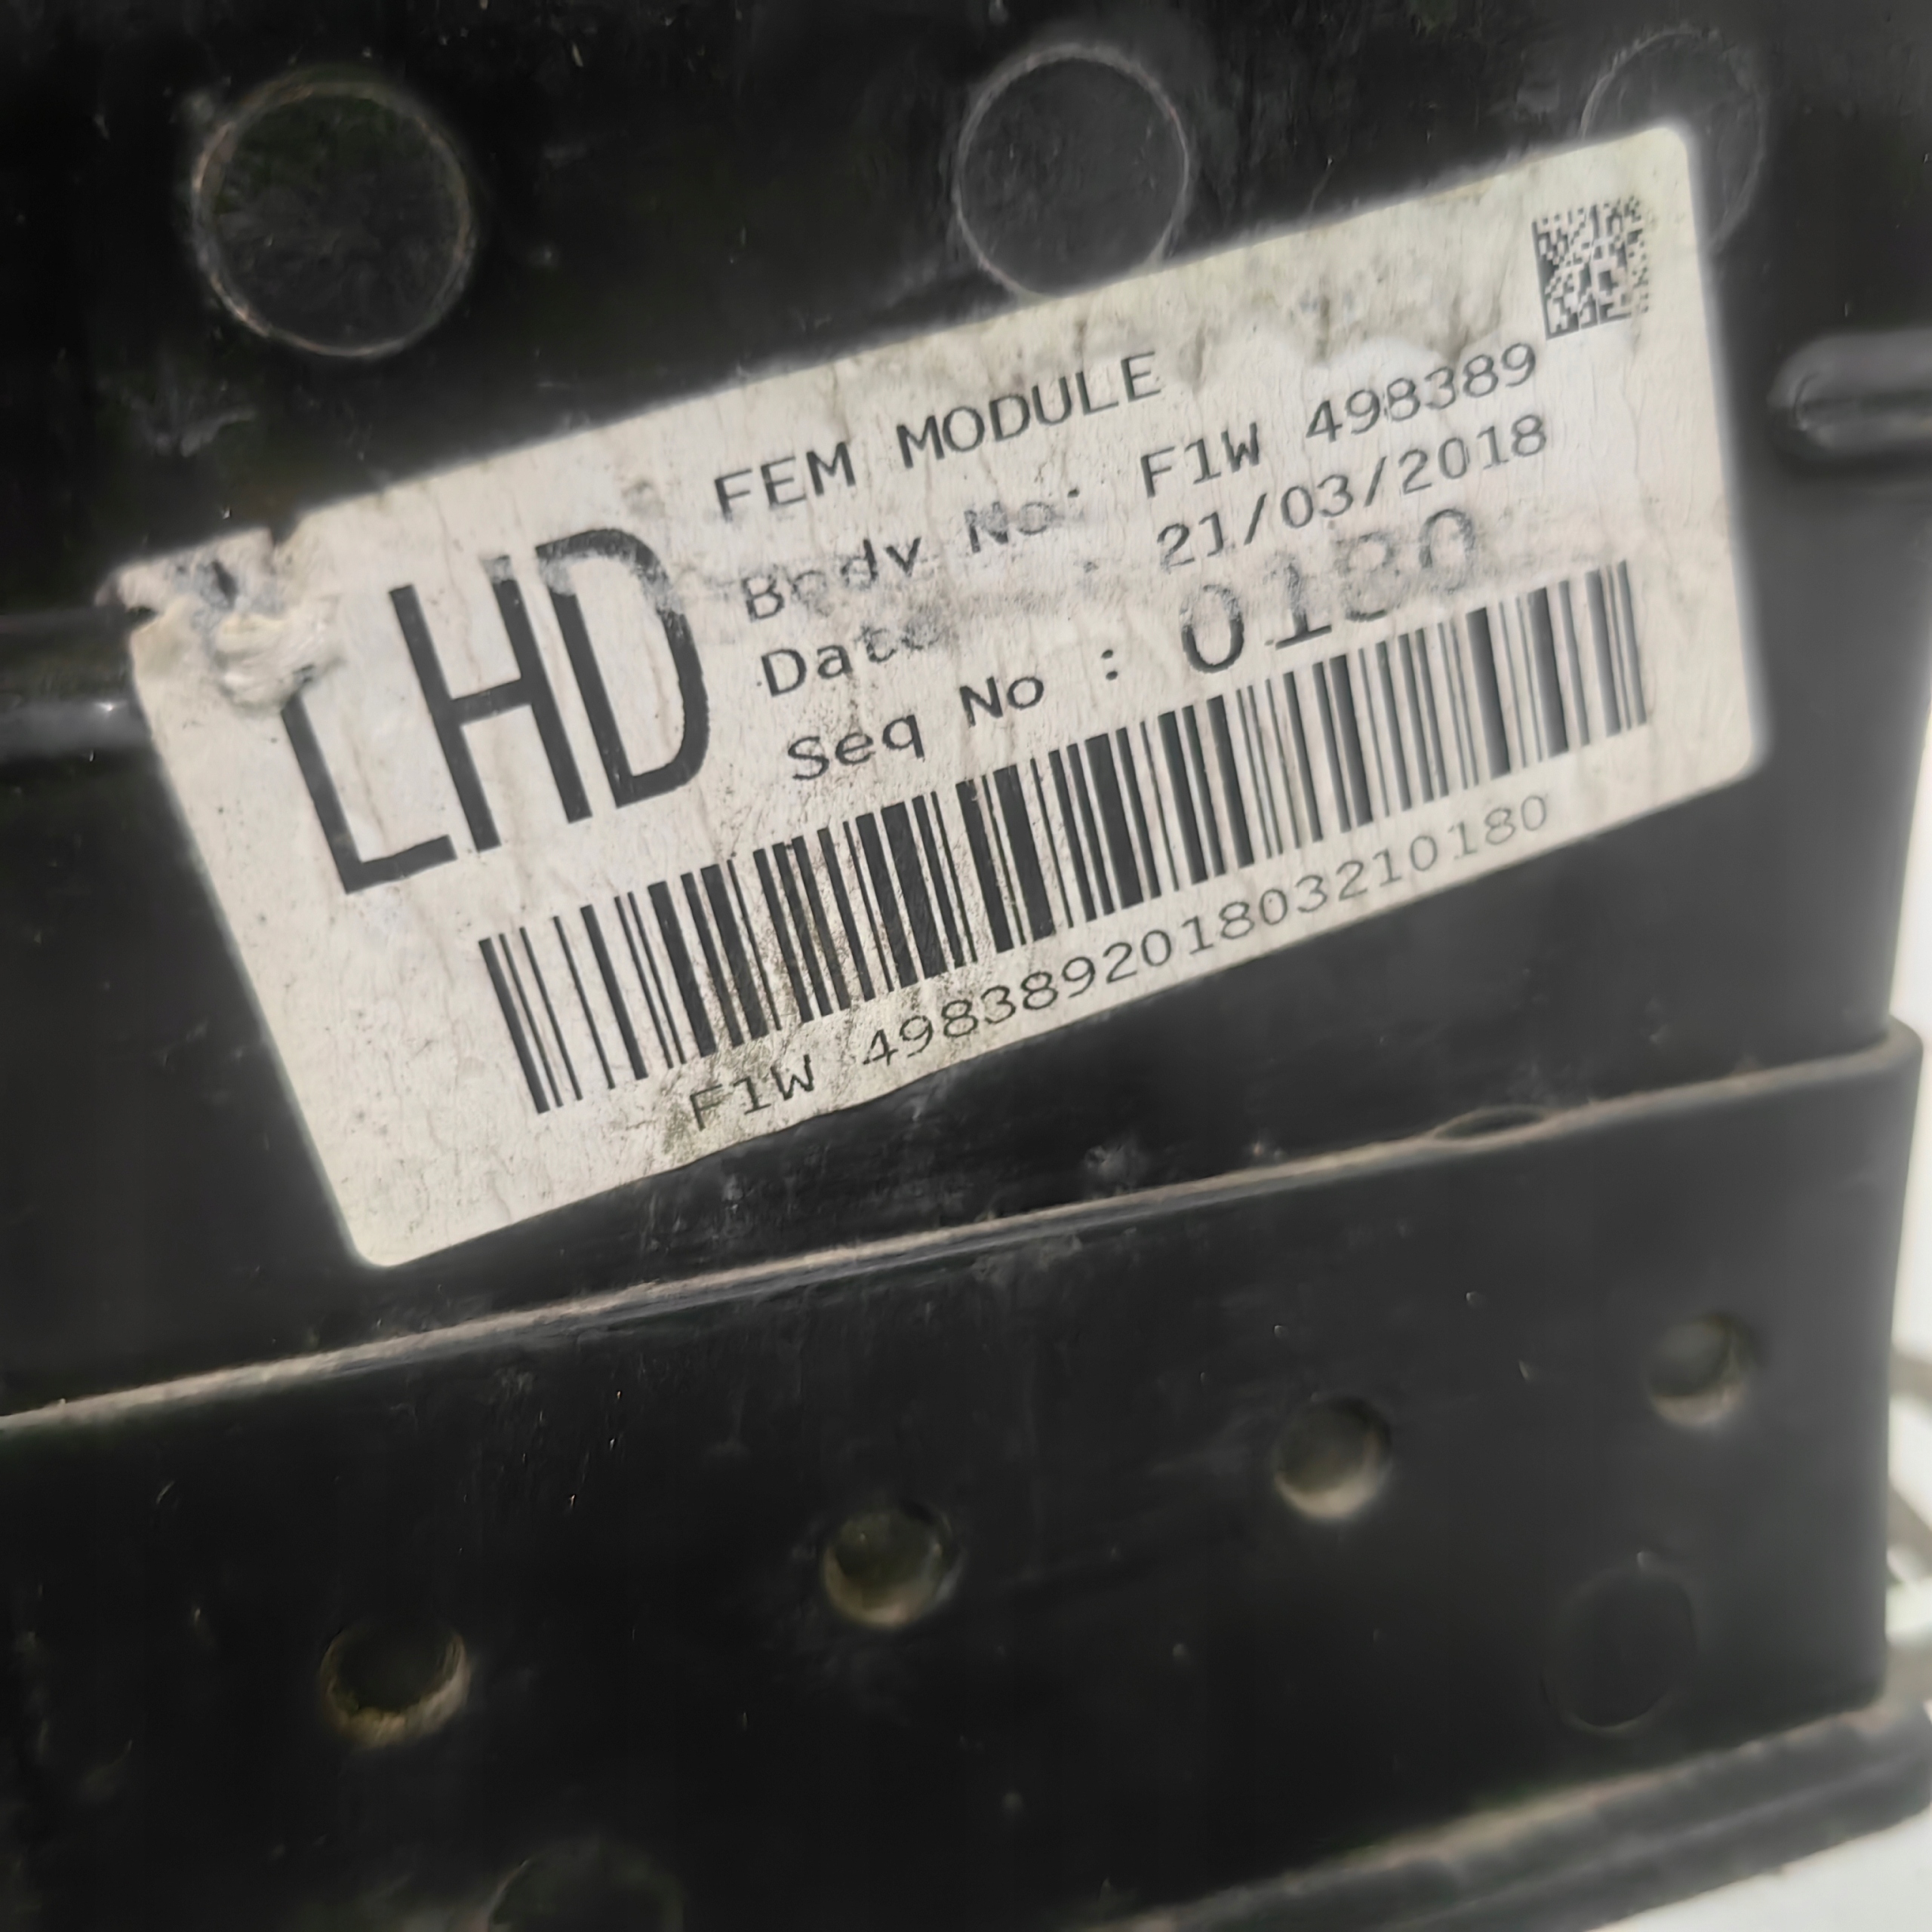 FEM MODULE
LHD
Body No. F1W 498389
Date : 21/03/2018
Seq No : 0180
F1W 498389201803210180